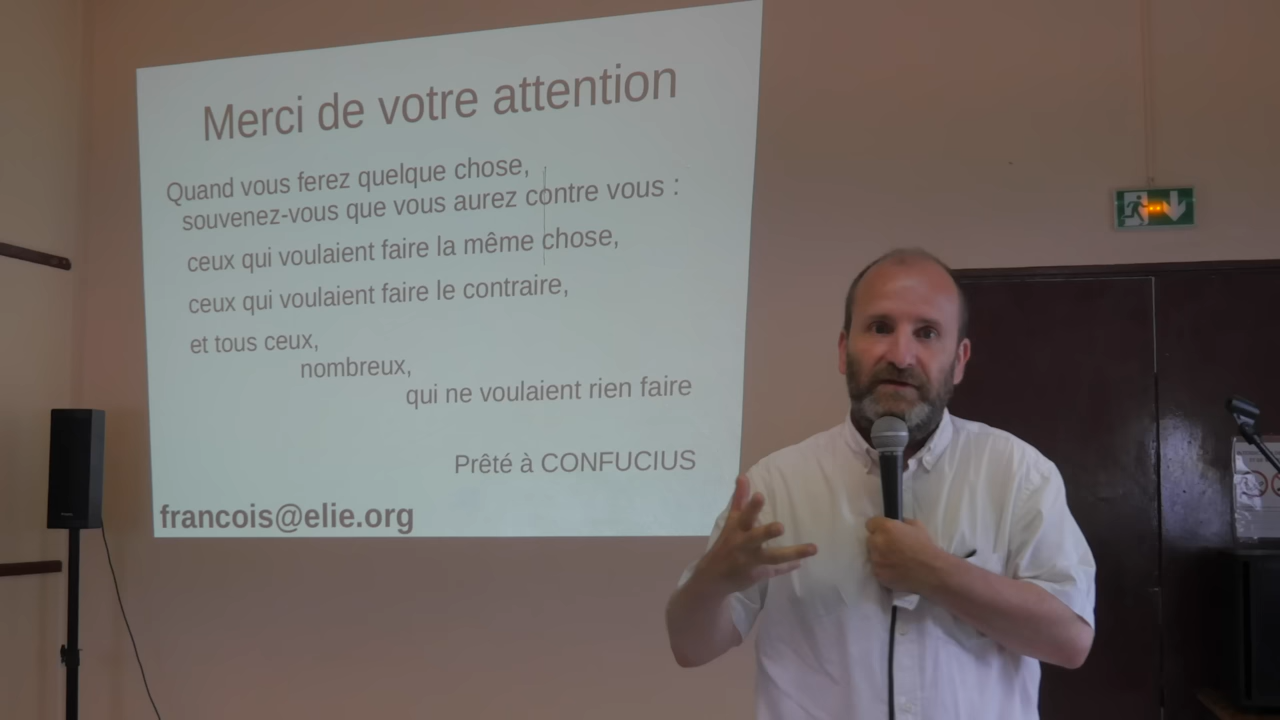 Merci de votre attention
Quand vous ferez quelque chose,
souvenez-vous que vous aurez contre vous :
ceux qui voulaient faire la même chose,
ceux qui voulaient faire le contraire,
et tous ceux,
nombreux,
qui ne voulaient rien faire
Prêté à CONFUCIUS
francois@elie.org